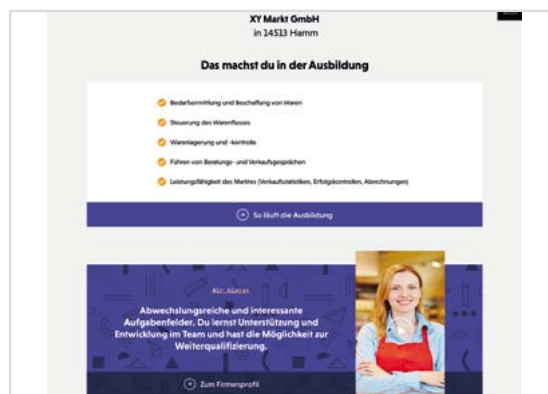 XY Markt GmbH
in 14513 Hamm
Das machst du in der Ausbildung
Bedarfsermittlung und Beschaffung von Waren
Steuerung des Warenflusses
Warenlagerung und -kontrolle
Führen von Beratungs- und Verkaufsgesprächen
Leistungsfähigkeit des Marktes (Verkaufsstatistiken, Erfolgskontrollen, Abrechnungen)
So läuft die Ausbildung
Wir bieten
Abwechslungsreiche und interessante
Aufgabenfelder. Du lernst Unterstützung und
Entwicklung im Team und hast die Möglichkeit zur
Weiterqualifizierung.
Zum Firmenprofil